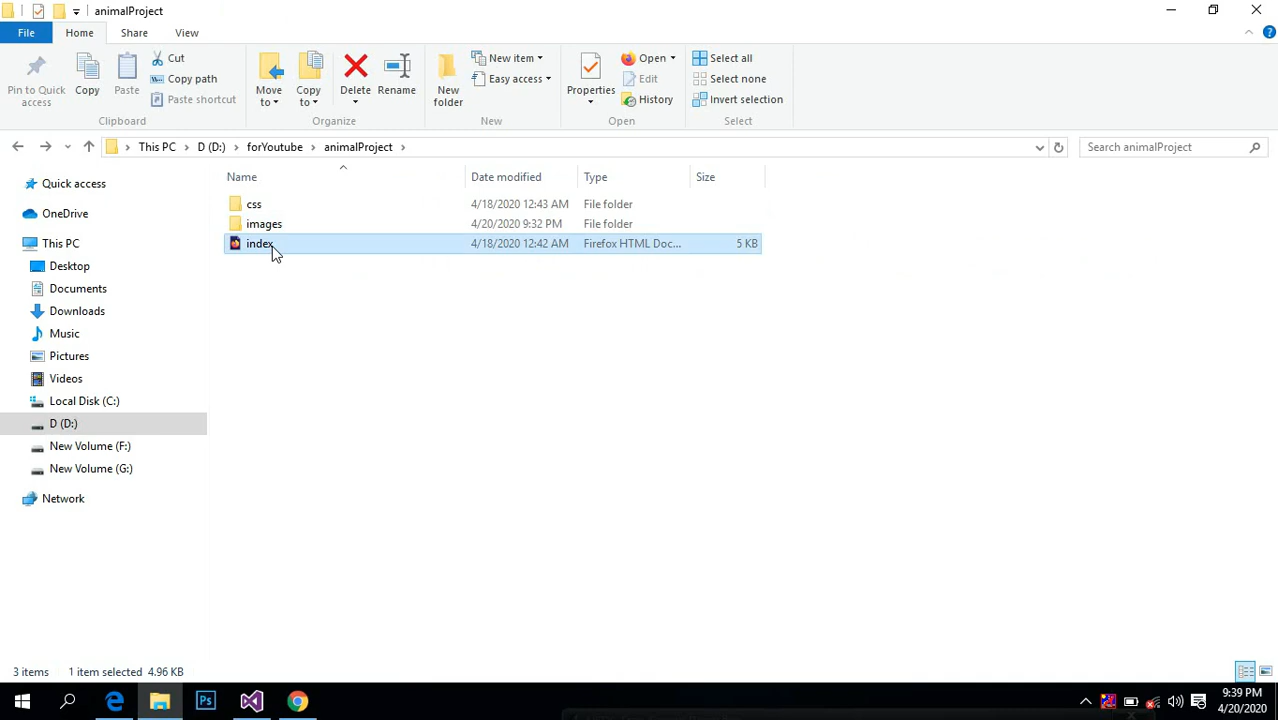 animalProject
File Home Share View
Pin to Quick access
Copy
Paste
Cut
Copy path
Paste shortcut
Clipboard
Move to
Copy to
Delete
Rename
Organize
New folder
New item
Easy access
New
Properties
Open
Edit
History
Open
Select all
Select none
Invert selection
Select
This PC D (D:) forYoutube animalProject
Search animalProject
Name Date modified Type Size
css 4/18/2020 12:43 AM File folder
images 4/20/2020 9:32 PM File folder
index 4/18/2020 12:42 AM Firefox HTML Doc... 5 KB
Quick access
OneDrive
This PC
Desktop
Documents
Downloads
Music
Pictures
Videos
Local Disk (C:)
D (D:)
New Volume (F:)
New Volume (G:)
Network
3 items 1 item selected 4.96 KB
Ps
9:39 PM
4/20/2020